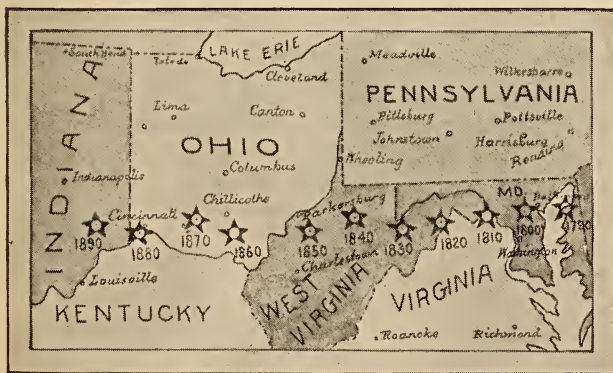 LAKE ERIE
South Bend
Toledo
Cleveland
Meadville
Wilkesbarre
INDIANA
Lima
Canton
OHIO
PENNSYLVANIA
Pittsburg
Pottsville
Johnstown
Harrisburg
Reading
Wheeling
Indianapolis
Columbus
Chillicothe
Cincinnati
Parkersburg
MD.
1890
1880
1870
1860
1850
1840
1830
1820
1810
1800
1790
Charlestown
Washington
Louisville
KENTUCKY
WEST
VIRGINIA
VIRGINIA
Roanoke
Richmond